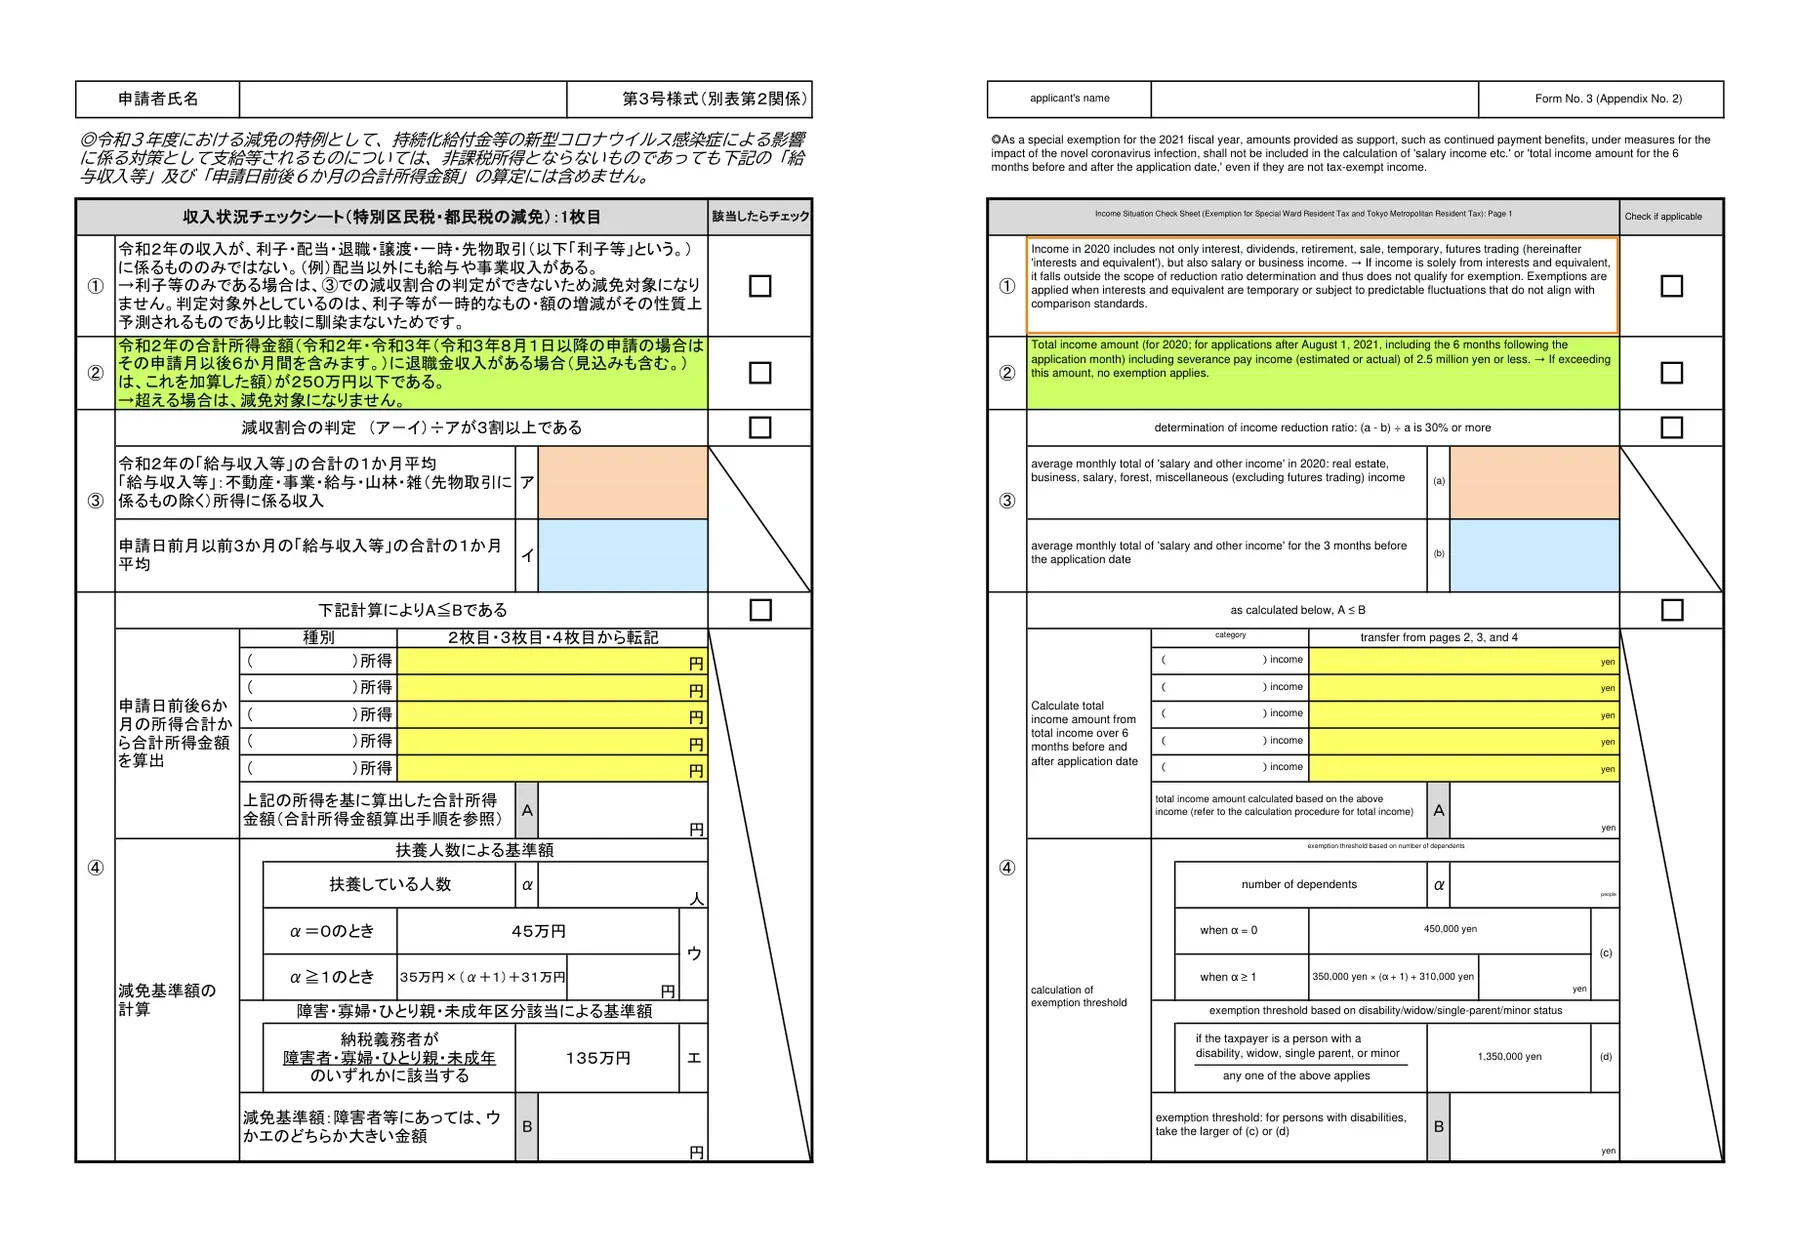 申請者氏名
第３号様式（別表第２関係）
◎令和３年度における減免の特例として、持続化給付金等の新型コロナウイルス感染症による影響
に係る対策として支給等されるものについては、非課税所得とならないものであっても下記の「給
与収入等」及び「申請日前後６か月の合計所得金額」の算定には含めません。
収入状況チェックシート（特別区民税・都民税の減免）：１枚目
該当したらチェック
①
令和２年の収入が、利子・配当・退職・譲渡・一時・先物取引（以下「利子等」という。）
に係るもののみではない。（例）配当以外にも給与や事業収入がある。
→利子等のみである場合は、③での減収割合の判定ができないため減免対象になり
ません。判定対象外としているのは、利子等が一時的なもの・額の増減がその性質上
予測されるものであり比較に馴染まないためです。
②
令和２年の合計所得金額（令和２年・令和３年（令和３年８月１日以降の申請の場合は
その申請月以後６か月間を含みます。）に退職金収入がある場合（見込みも含む。）
は、これを加算した額）が２５０万円以下である。
→超える場合は、減免対象になりません。
③
減収割合の判定　（ア－イ）÷アが３割以上である
令和２年の「給与収入等」の合計の１か月平均
「給与収入等」：不動産・事業・給与・山林・雑（先物取引に
係るもの除く）所得に係る収入
ア
申請日前月以前３か月の「給与収入等」の合計の１か月
平均
イ
④
下記計算によりＡ≦Ｂである
申請日前後６か
月の所得合計か
ら合計所得金額
を算出
種別
２枚目・３枚目・４枚目から転記
（　　　　　　）所得
円
（　　　　　　）所得
円
（　　　　　　）所得
円
（　　　　　　）所得
円
（　　　　　　）所得
円
上記の所得を基に算出した合計所得
金額（合計所得金額算出手順を参照）
A
円
減免基準額の
計算
扶養人数による基準額
扶養している人数
α
人
α＝０のとき
４５万円
ウ
α≧１のとき
３５万円×（α＋１）＋３１万円
円
障害・寡婦・ひとり親・未成年区分該当による基準額
納税義務者が
障害者・寡婦・ひとり親・未成年
のいずれかに該当する
１３５万円
エ
減免基準額：障害者等にあっては、ウ
かエのどちらか大きい金額
B
円
applicant's name
Form No. 3 (Appendix No. 2)
◎As a special exemption for the 2021 fiscal year, amounts provided as support, such as continued payment benefits, under measures for the
impact of the novel coronavirus infection, shall not be included in the calculation of 'salary income etc.' or 'total income amount for the 6
months before and after the application date,' even if they are not tax-exempt income.
Income Situation Check Sheet (Exemption for Special Ward Resident Tax and Tokyo Metropolitan Resident Tax): Page 1
Check if applicable
①
Income in 2020 includes not only interest, dividends, retirement, sale, temporary, futures trading (hereinafter
'interests and equivalent'), but also salary or business income. → If income is solely from interests and equivalent,
it falls outside the scope of reduction ratio determination and thus does not qualify for exemption. Exemptions are
applied when interests and equivalent are temporary or subject to predictable fluctuations that do not align with
comparison standards.
②
Total income amount (for 2020; for applications after August 1, 2021, including the 6 months following the
application month) including severance pay income (estimated or actual) of 2.5 million yen or less. → If exceeding
this amount, no exemption applies.
③
determination of income reduction ratio: (a - b) ÷ a is 30% or more
average monthly total of 'salary and other income' in 2020: real estate,
business, salary, forest, miscellaneous (excluding futures trading) income
(a)
average monthly total of 'salary and other income' for the 3 months before
the application date
(b)
④
as calculated below, A ≤ B
Calculate total
income amount from
total income over 6
months before and
after application date
category
transfer from pages 2, 3, and 4
( ) income
yen
( ) income
yen
( ) income
yen
( ) income
yen
( ) income
yen
total income amount calculated based on the above
income (refer to the calculation procedure for total income)
A
yen
calculation of
exemption threshold
exemption threshold based on number of dependents
number of dependents
α
people
when α = 0
450,000 yen
(c)
when α ≥ 1
350,000 yen × (α + 1) + 310,000 yen
yen
exemption threshold based on disability/widow/single-parent/minor status
if the taxpayer is a person with a
disability, widow, single parent, or minor
any one of the above applies
1,350,000 yen
(d)
exemption threshold: for persons with disabilities,
take the larger of (c) or (d)
B
yen